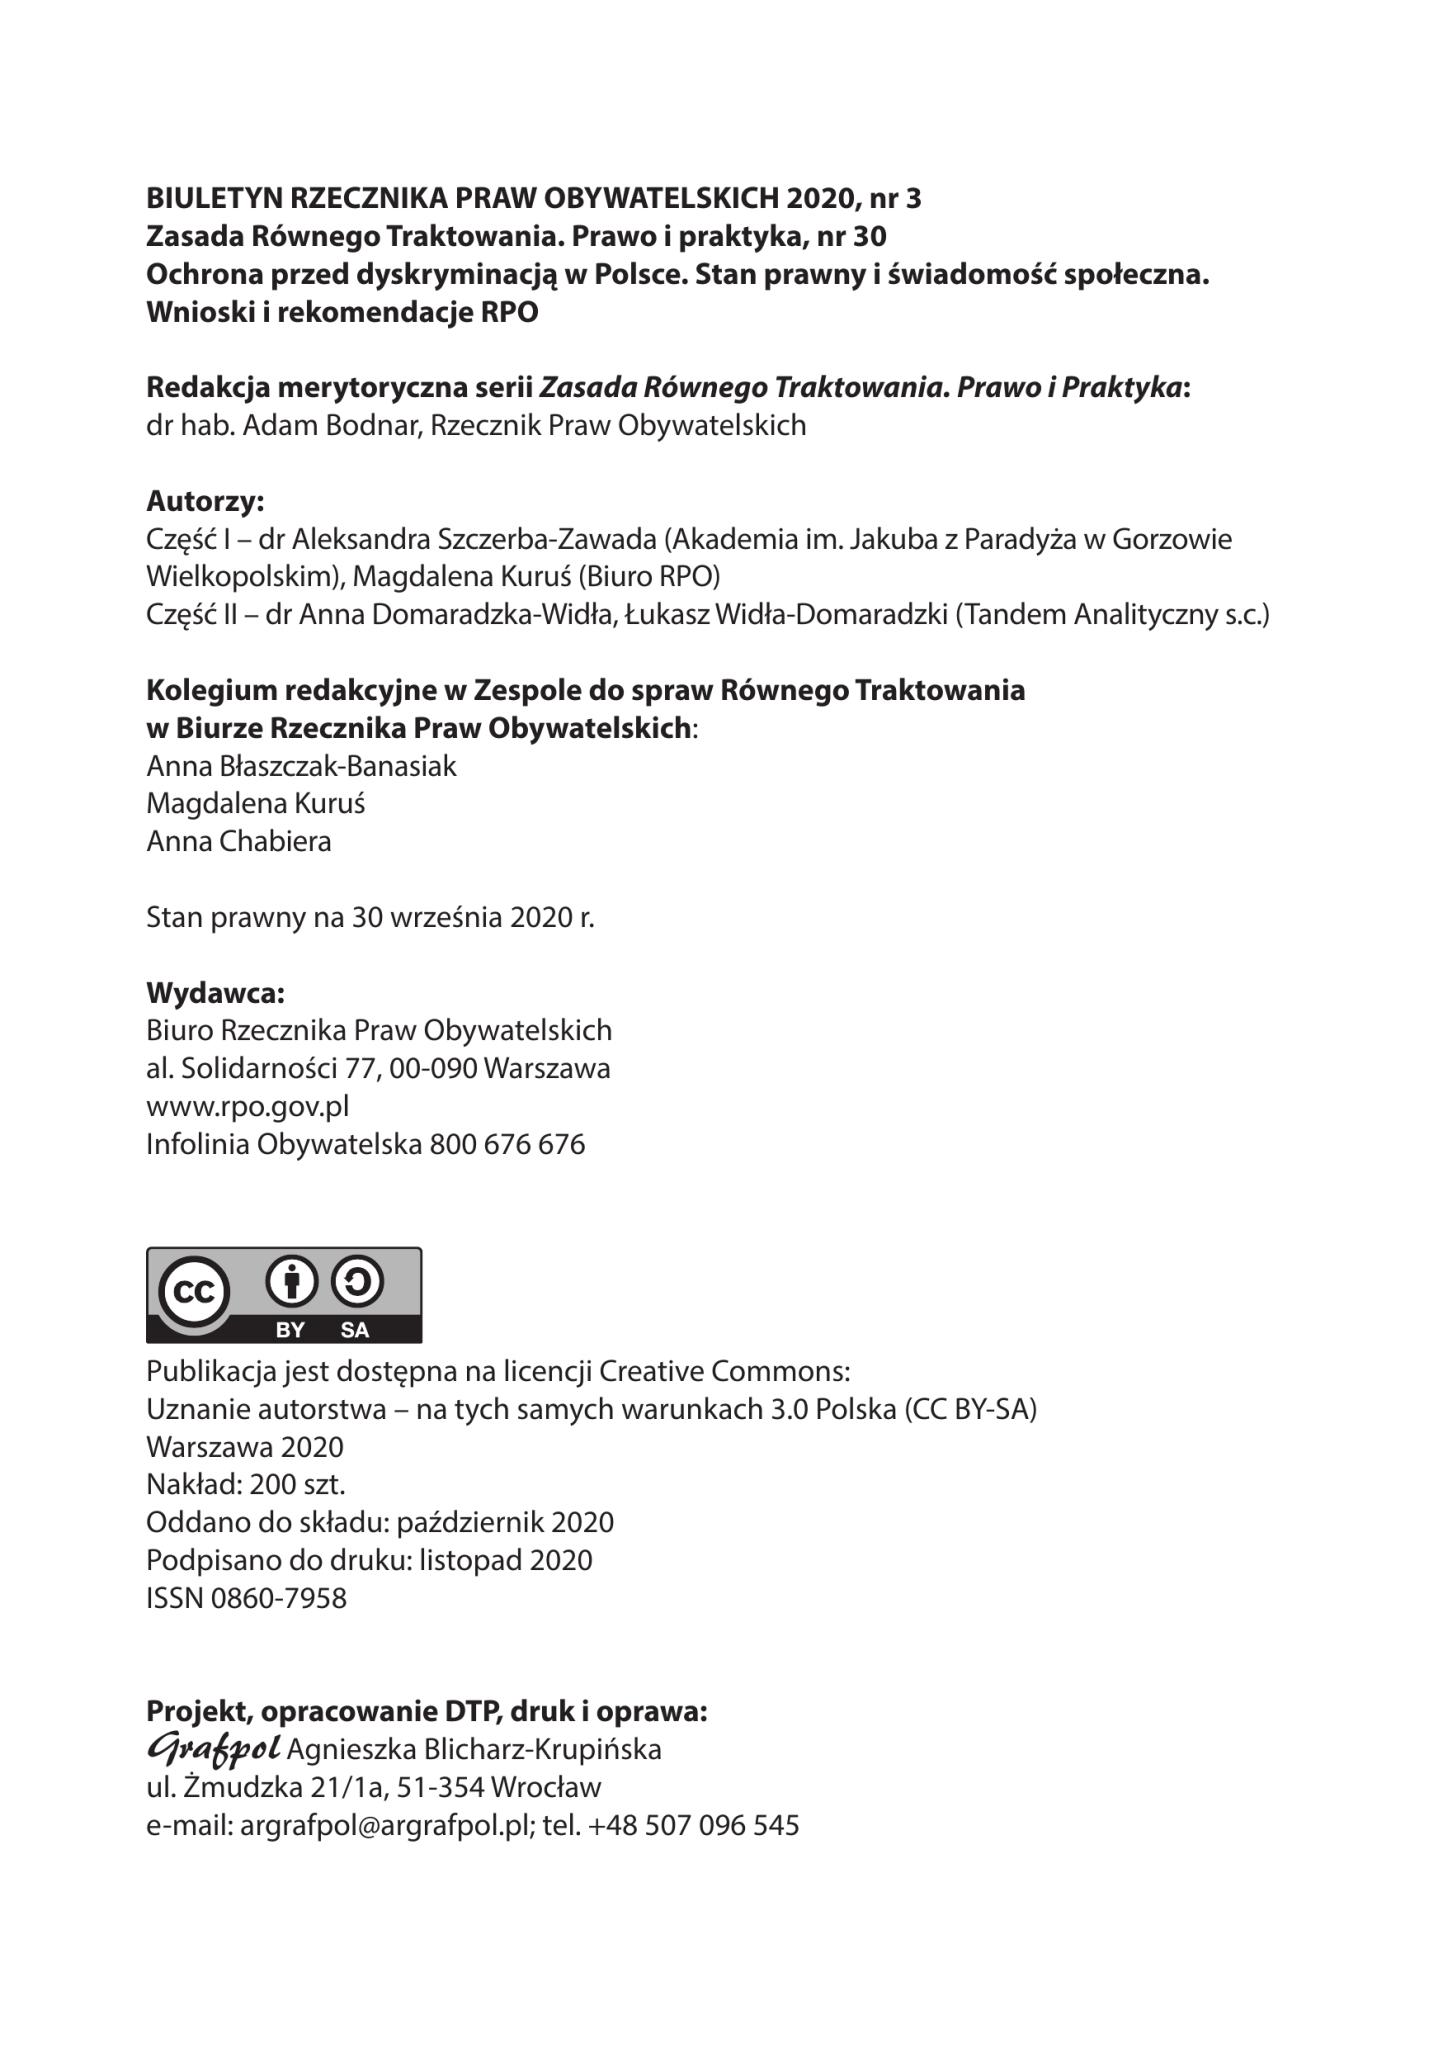 BIULETYN RZECZNIKA PRAW OBYWATELSKICH 2020, nr 3
Zasada Równego Traktowania. Prawo i praktyka, nr 30
Ochrona przed dyskryminacją w Polsce. Stan prawny i świadomość społeczna.
Wnioski i rekomendacje RPO
Redakcja merytoryczna serii Zasada Równego Traktowania. Prawo i Praktyka:
dr hab. Adam Bodnar, Rzecznik Praw Obywatelskich
Autorzy:
Część I – dr Aleksandra Szczerba-Zawada (Akademia im. Jakuba z Paradyża w Gorzowie
Wielkopolskim), Magdalena Kuruś (Biuro RPO)
Część II – dr Anna Domaradzka-Widła, Łukasz Widła-Domaradzki (Tandem Analityczny s.c.)
Kolegium redakcyjne w Zespole do spraw Równego Traktowania
w Biurze Rzecznika Praw Obywatelskich:
Anna Błaszczak-Banasiak
Magdalena Kuruś
Anna Chabiera
Stan prawny na 30 września 2020 r.
Wydawca:
Biuro Rzecznika Praw Obywatelskich
al. Solidarności 77, 00-090 Warszawa
www.rpo.gov.pl
Infolinia Obywatelska 800 676 676
cc
BY SA
Publikacja jest dostępna na licencji Creative Commons:
Uznanie autorstwa – na tych samych warunkach 3.0 Polska (CC BY-SA)
Warszawa 2020
Nakład: 200 szt.
Oddano do składu: październik 2020
Podpisano do druku: listopad 2020
ISSN 0860-7958
Projekt, opracowanie DTP, druk i oprawa:
Grafpol Agnieszka Blicharz-Krupińska
ul. Żmudzka 21/1a, 51-354 Wrocław
e-mail: argrafpol@argrafpol.pl; tel. +48 507 096 545